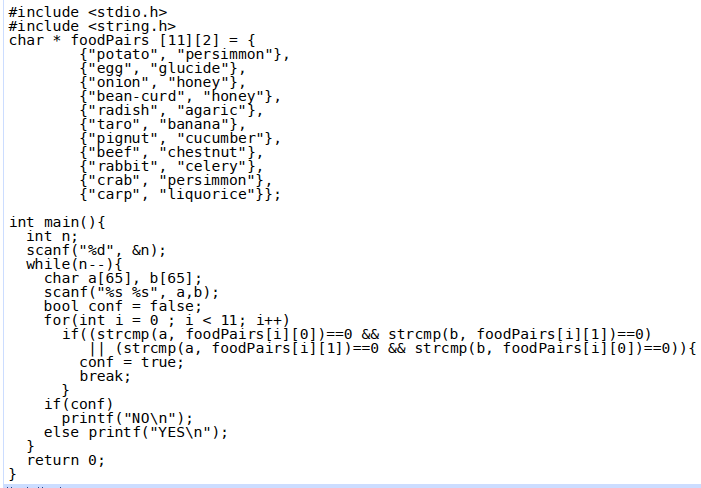 #include <stdio.h>
#include <string.h>
char * foodPairs [11][2] = {
        {"potato", "persimmon"},
        {"egg", "glucide"},
        {"onion", "honey"},
        {"bean-curd", "honey"},
        {"radish", "agaric"},
        {"taro", "banana"},
        {"pignut", "cucumber"},
        {"beef", "chestnut"},
        {"rabbit", "celery"},
        {"crab", "persimmon"},
        {"carp", "liquorice"}};

int main(){
  int n;
  scanf("%d", &n);
  while(n--){
    char a[65], b[65];
    scanf("%s %s", a,b);
    bool conf = false;
    for(int i = 0 ; i < 11; i++)
      if((strcmp(a, foodPairs[i][0])==0 && strcmp(b, foodPairs[i][1])==0)
         || (strcmp(a, foodPairs[i][1])==0 && strcmp(b, foodPairs[i][0])==0)){
        conf = true;
        break;
      }
    if(conf)
      printf("NO\n");
    else printf("YES\n");
  }
  return 0;
}